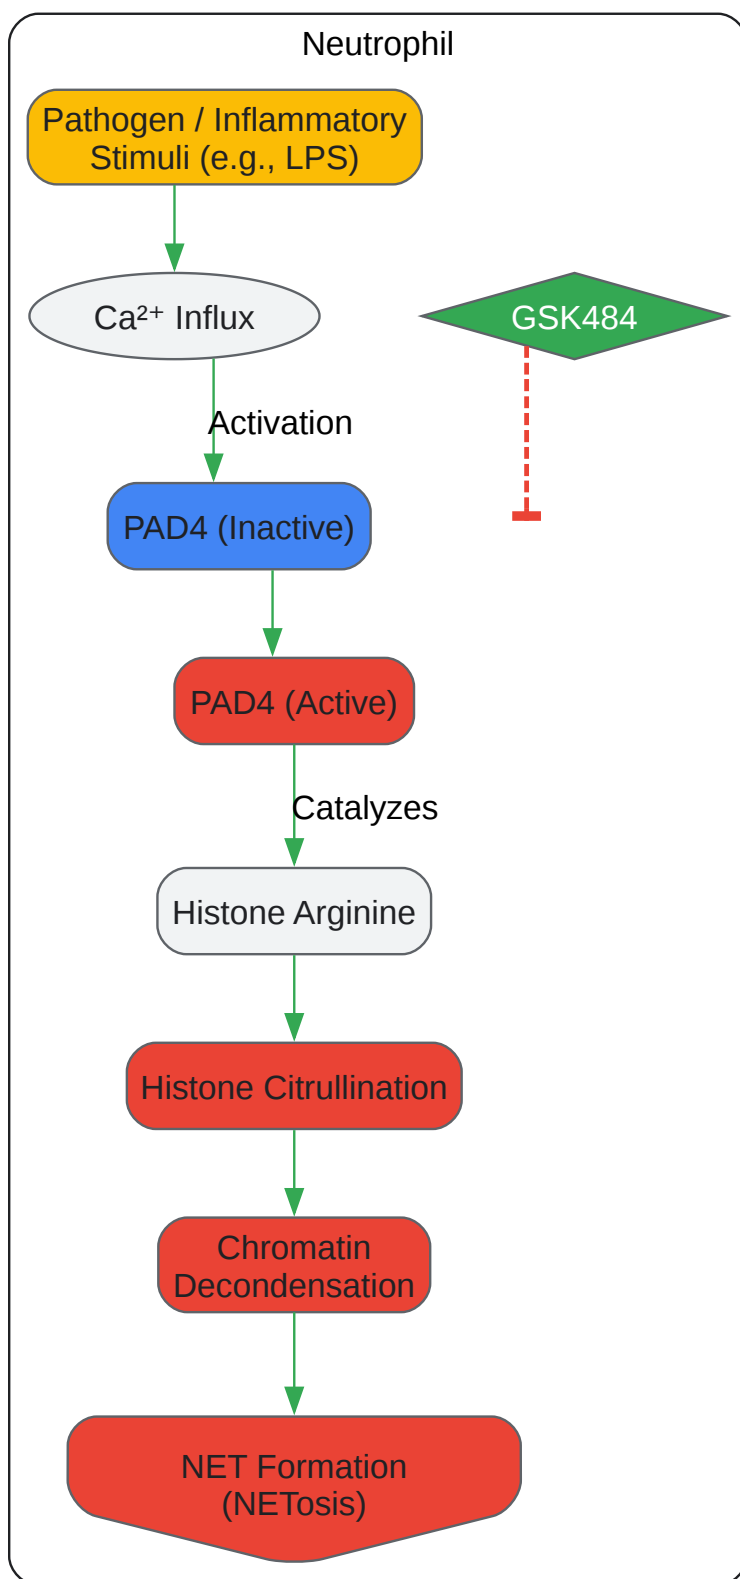 Neutrophil
Pathogen / Inflammatory
Stimuli (e.g., LPS)
Ca²⁺ Influx
GSK484
Activation
PAD4 (Inactive)
PAD4 (Active)
Catalyzes
Histone Arginine
Histone Citrullination
Chromatin
Decondensation
NET Formation
(NETosis)